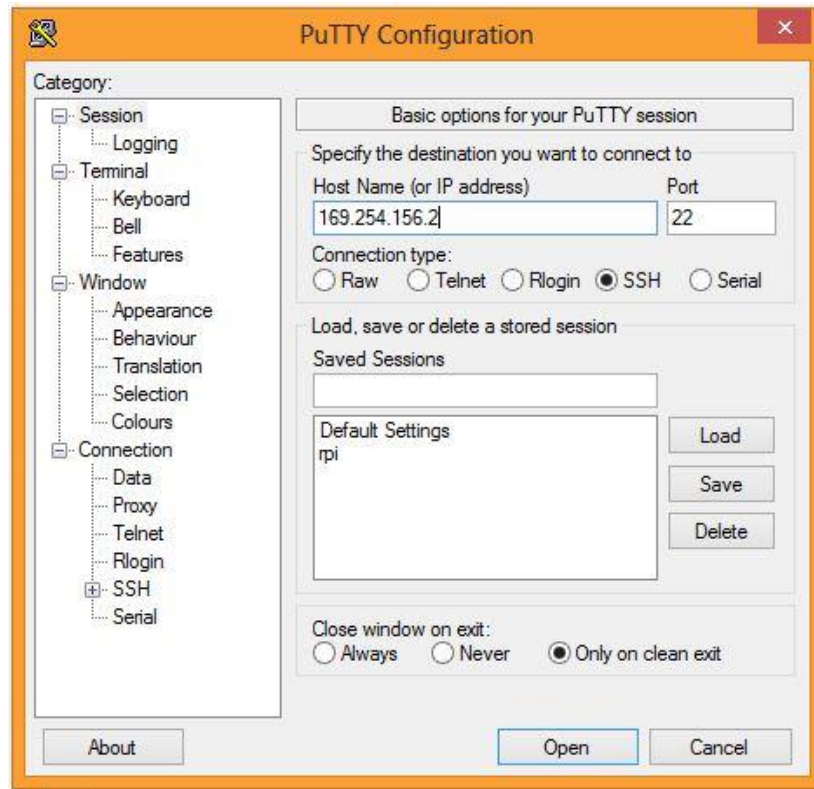 PuTTY Configuration
Category:
Session
Logging
Terminal
Keyboard
Bell
Features
Window
Appearance
Behaviour
Translation
Selection
Colours
Connection
Data
Proxy
Telnet
Rlogin
SSH
Serial
Basic options for your PuTTY session
Specify the destination you want to connect to
Host Name (or IP address) Port
169.254.156.2 22
Connection type:
Raw Telnet Rlogin SSH Serial
Load, save or delete a stored session
Saved Sessions
Default Settings
rpi
Load
Save
Delete
Close window on exit:
Always Never Only on clean exit
About Open Cancel